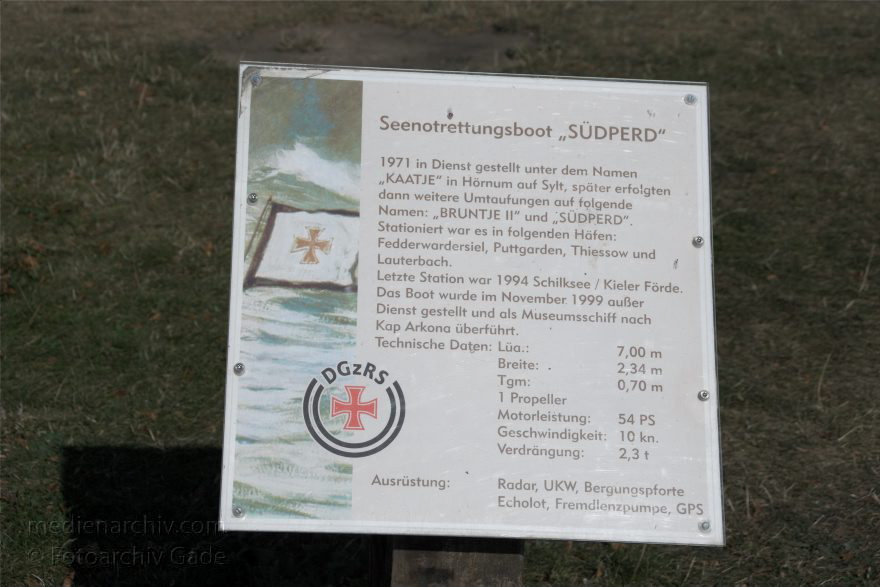 Seenotrettungsboot „SÜDPERD“
1971 in Dienst gestellt unter dem Namen
„KAATJE“ in Hörnum auf Sylt, später erfolgten
dann weitere Umtaufungen auf folgende
Namen: „BRUNTJE II“ und „SÜDPERD“.
Stationiert war es in folgenden Häfen:
Fedderwardersiel, Puttgarden, Thiessow und
Lauterbach.
Letzte Station war 1994 Schilksee / Kieler Förde.
Das Boot wurde im November 1999 außer
Dienst gestellt und als Museumsschiff nach
Kap Arkona überführt.
Technische Daten: Lüa.: 7,00 m
Breite: 2,34 m
Tgm: 0,70 m
1 Propeller
Motorleistung: 54 PS
Geschwindigkeit: 10 kn.
Verdrängung: 2,3 t
DGzRS
Ausrüstung: Radar, UKW, Bergungspforte
Echolot, Fremdlenzpumpe, GPS
medienarchiv.com
© Fotoarchiv Gade